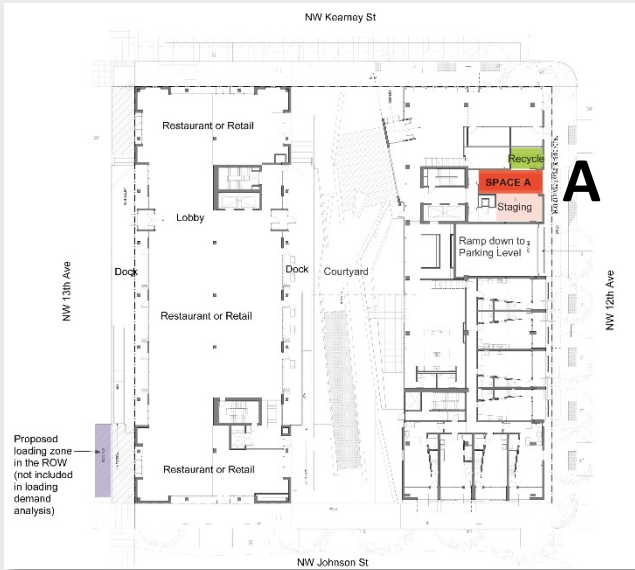 NW Kearney St
Restaurant or Retail
Recycle
SPACE A
A
Staging
Lobby
Ramp down to
Parking Level
Dock
Dock
Courtyard
NW 13th Ave
NW 12th Ave
Restaurant or Retail
Proposed
loading zone
in the ROW
(not included
in loading
demand
analysis)
Restaurant or Retail
NW Johnson St